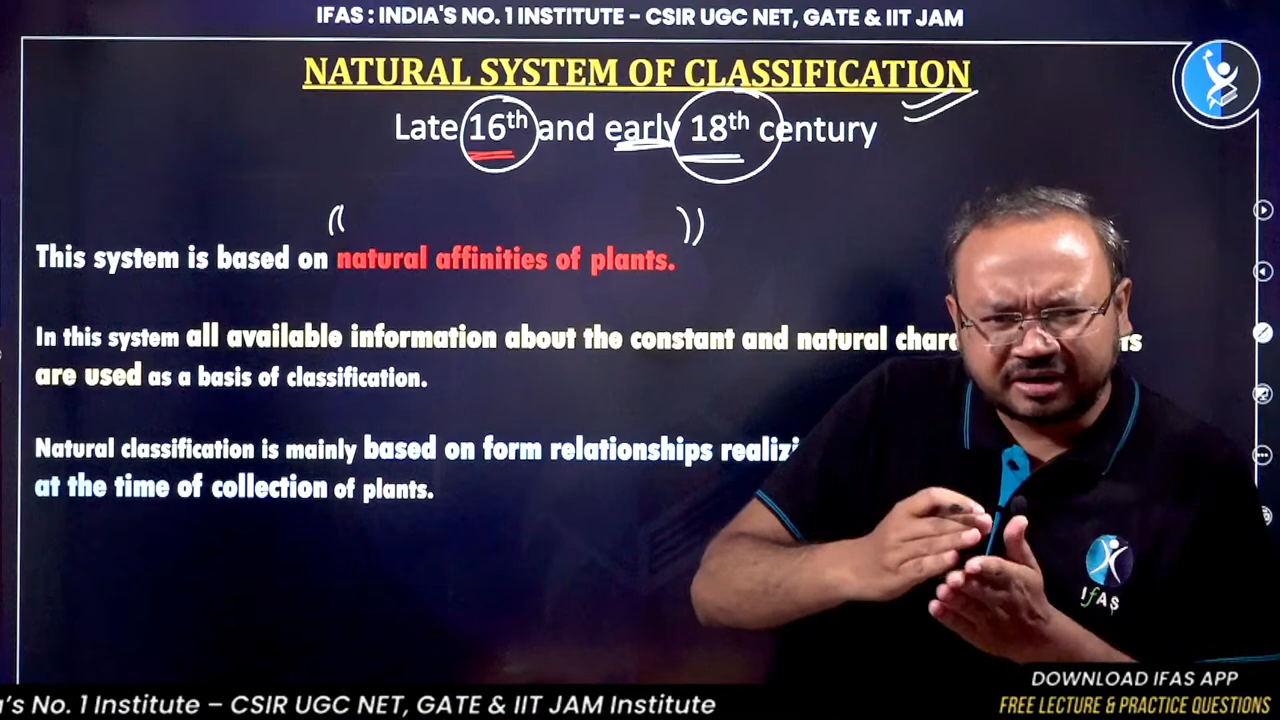 IFAS : INDIA'S NO. 1 INSTITUTE – CSIR UGC NET, GATE & IIT JAM
NATURAL SYSTEM OF CLASSIFICATION
Late 16th and early 18th century
This system is based on natural affinities of plants.
In this system all available information about the constant and natural
are used as a basis of classification.
Natural classification is mainly based on form relationships
at the time of collection of plants.
IFAS
DOWNLOAD IFAS APP
No. 1 Institute – CSIR UGC NET, GATE & IIT JAM Institute
FREE LECTURE & PRACTICE QUESTIONS